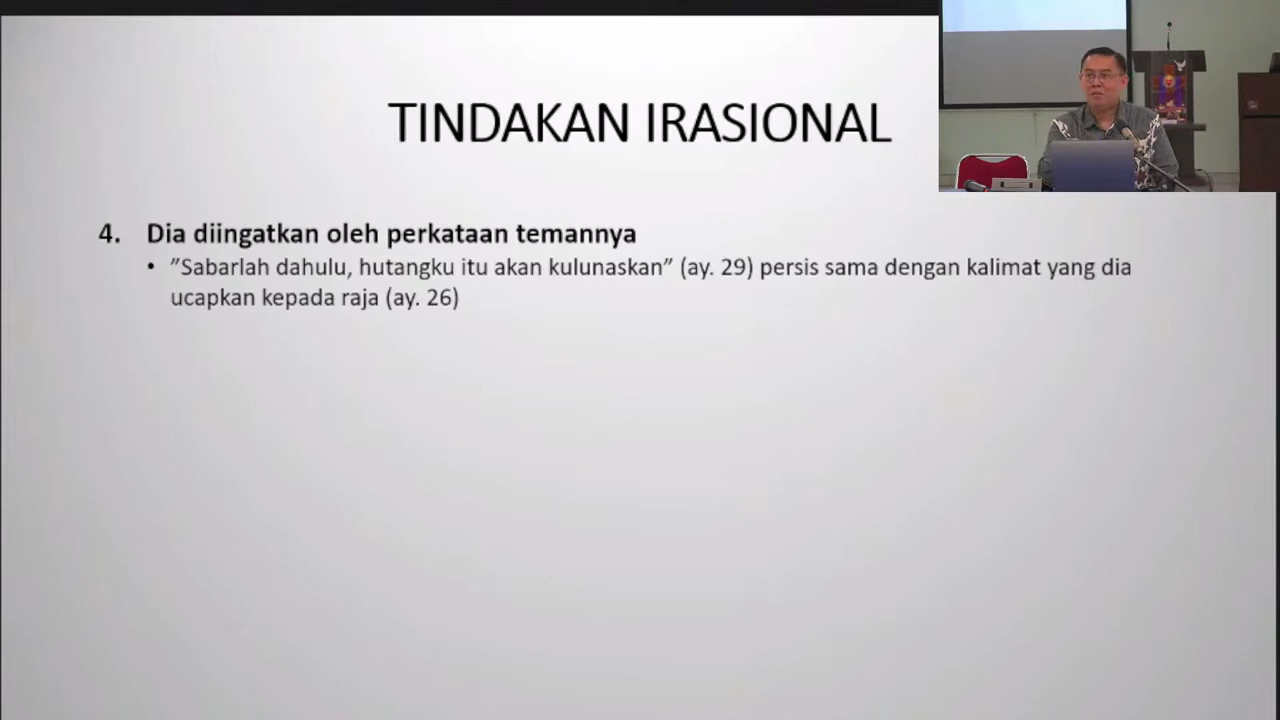 TINDAKAN IRASIONAL
4. Dia diingatkan oleh perkataan temannya
• ”Sabarlah dahulu, hutangku itu akan kulunaskan” (ay. 29) persis sama dengan kalimat yang dia
ucapkan kepada raja (ay. 26)